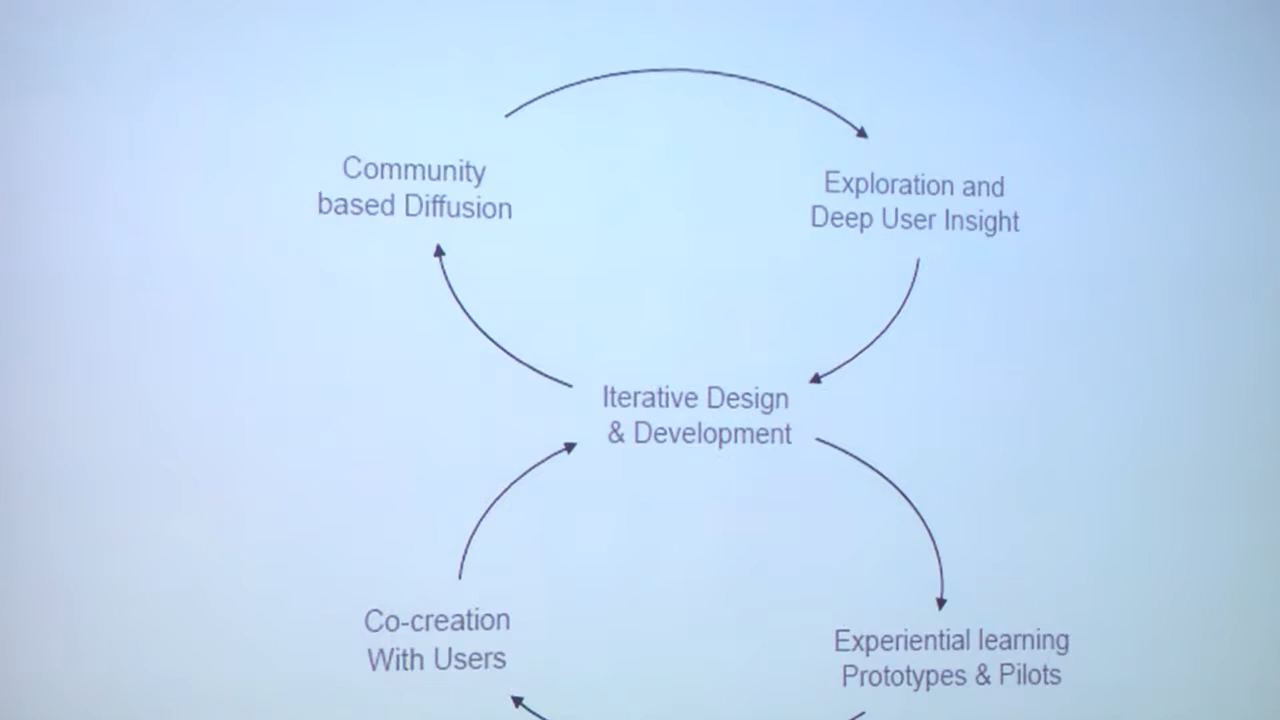 Community
based Diffusion
Exploration and
Deep User Insight
Iterative Design
& Development
Co-creation
With Users
Experiential learning
Prototypes & Pilots